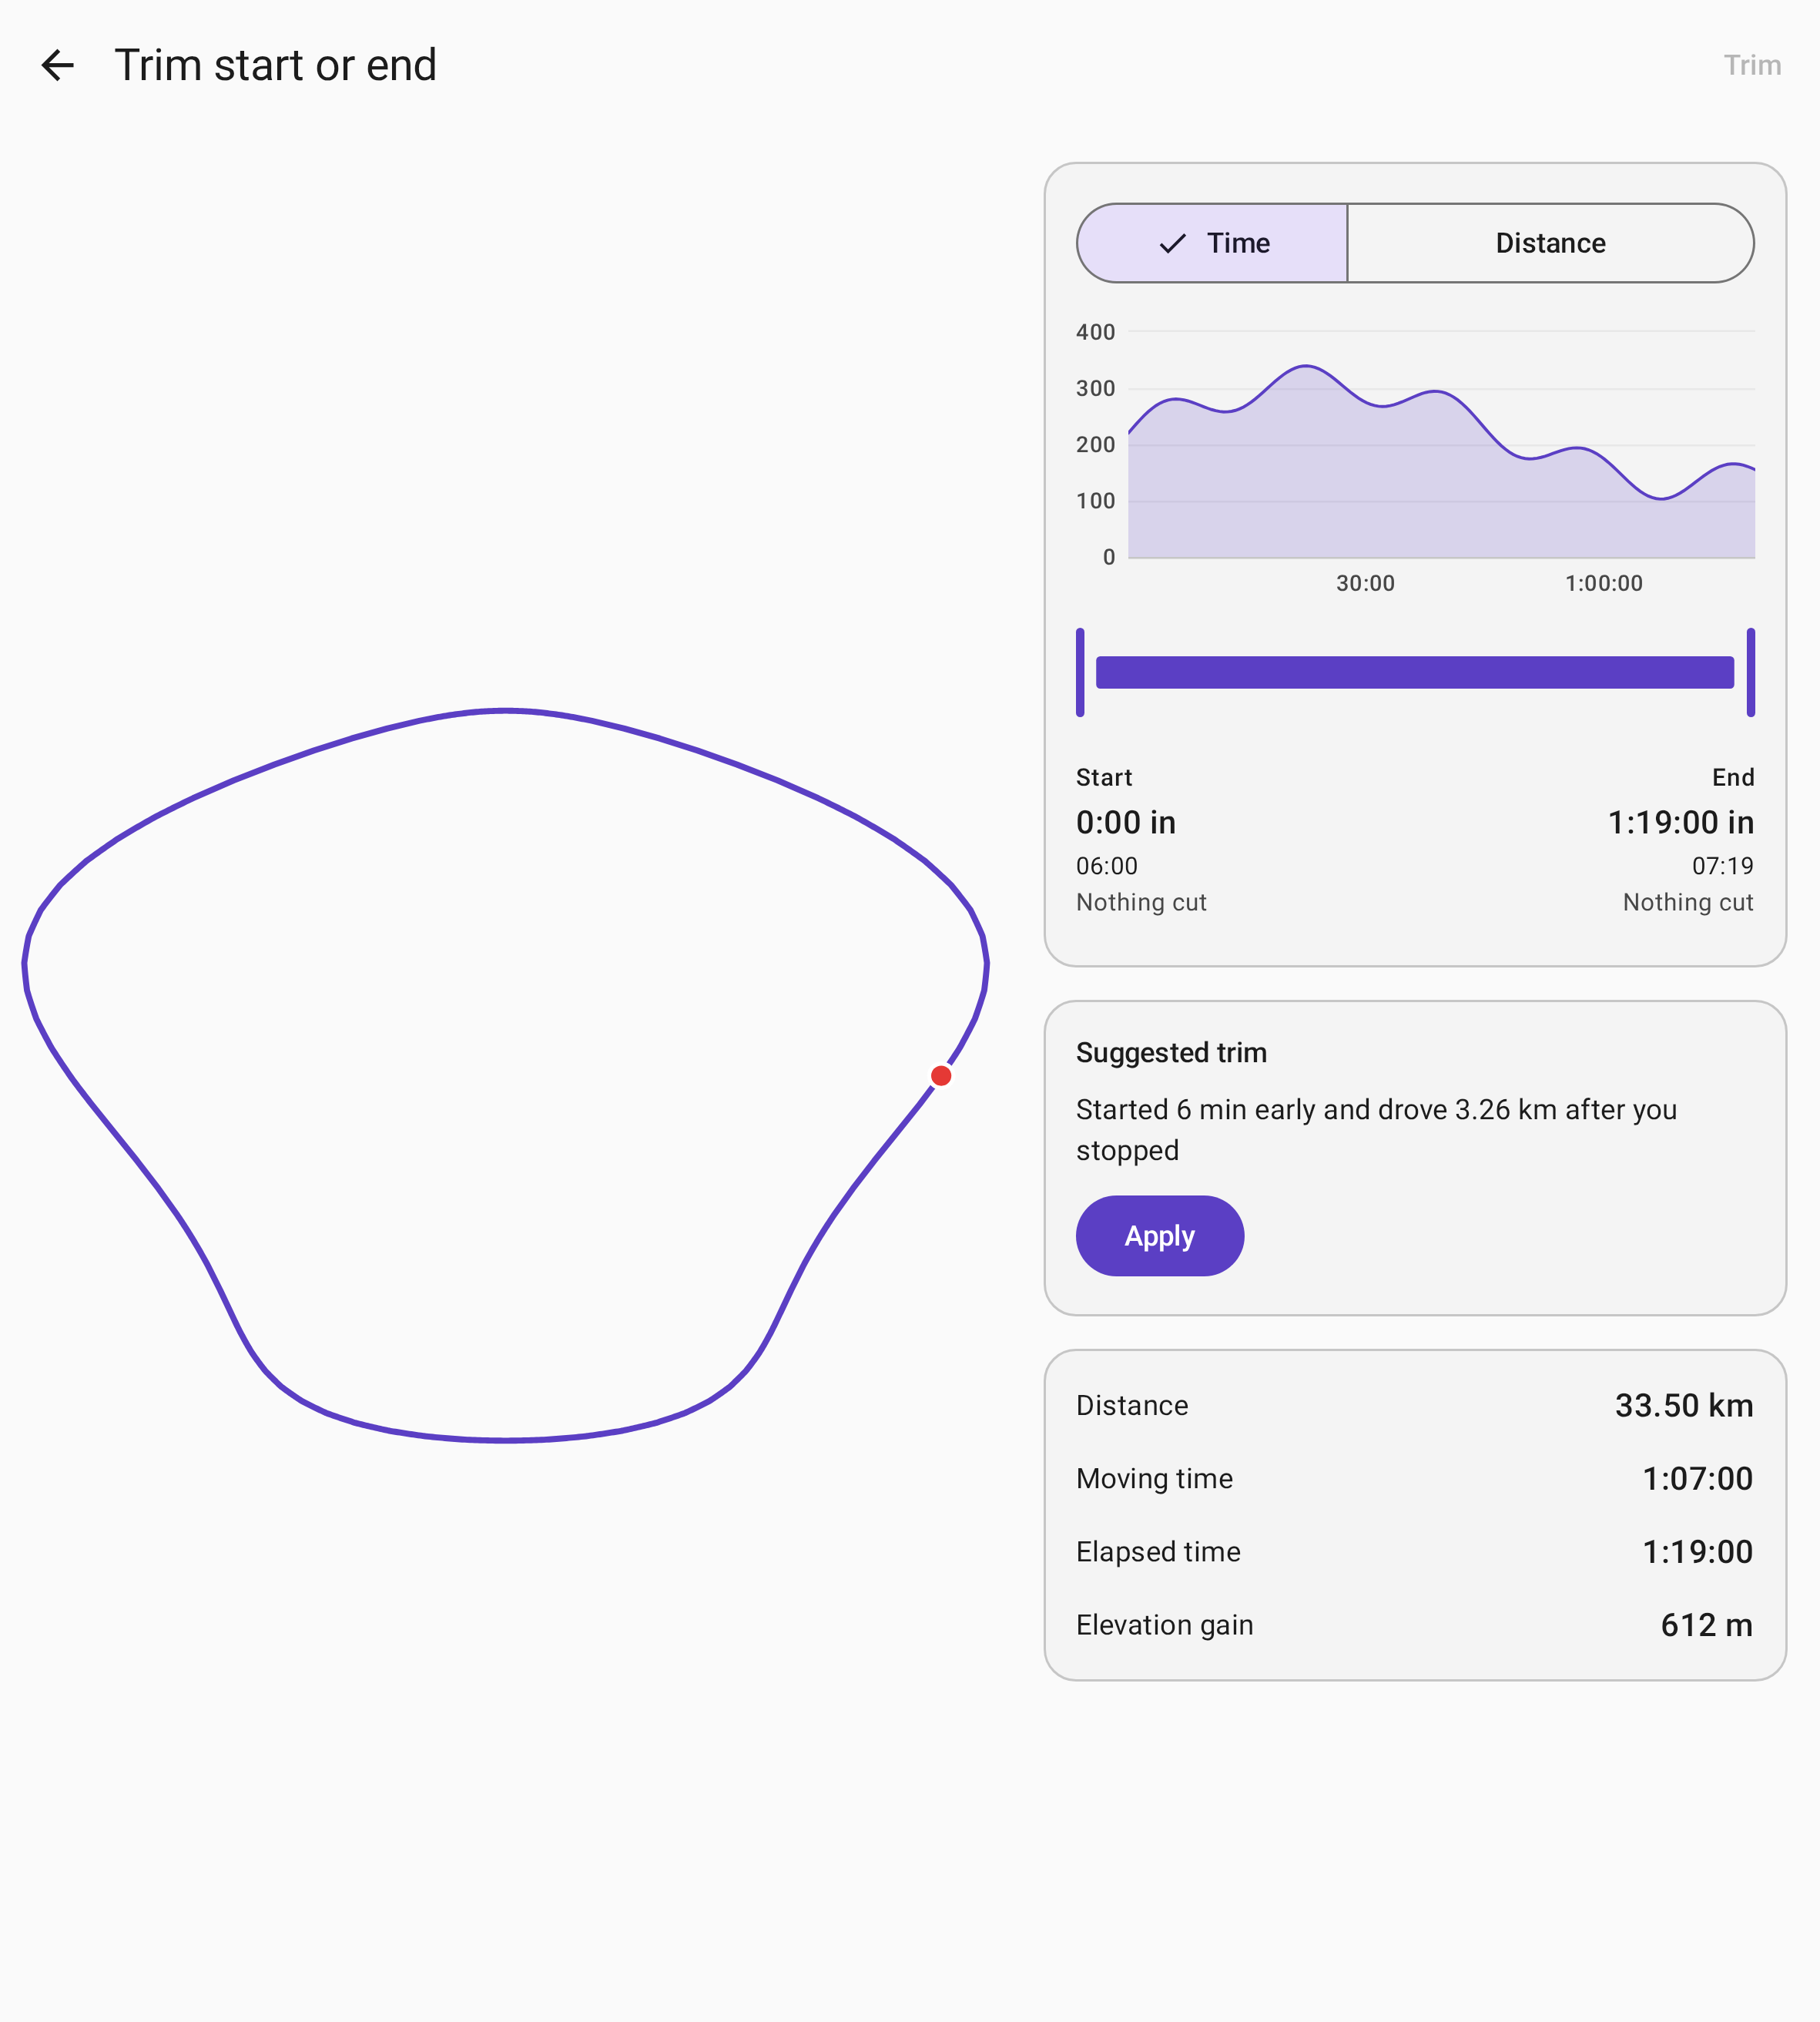 Trim start or end
Trim
Time
Distance
400
300
200
100
0
30:00
1:00:00
Start
End
0:00 in
1:19:00 in
06:00
07:19
Nothing cut
Nothing cut
Suggested trim
Started 6 min early and drove 3.26 km after you
stopped
Apply
Distance
33.50 km
Moving time
1:07:00
Elapsed time
1:19:00
Elevation gain
612 m